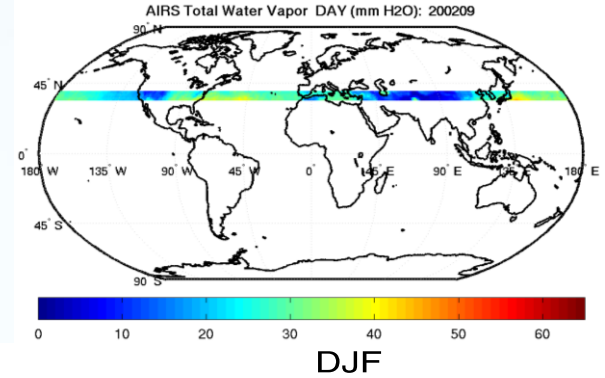 AIRS Total Water Vapor DAY (mm H2O): 200209
90° N
45° N
0°
180° W 135° W 90° W 45° W 0° 45° E 90° E 135° E 180° E
45° S
90° S
0 10 20 30 40 50 60
DJF